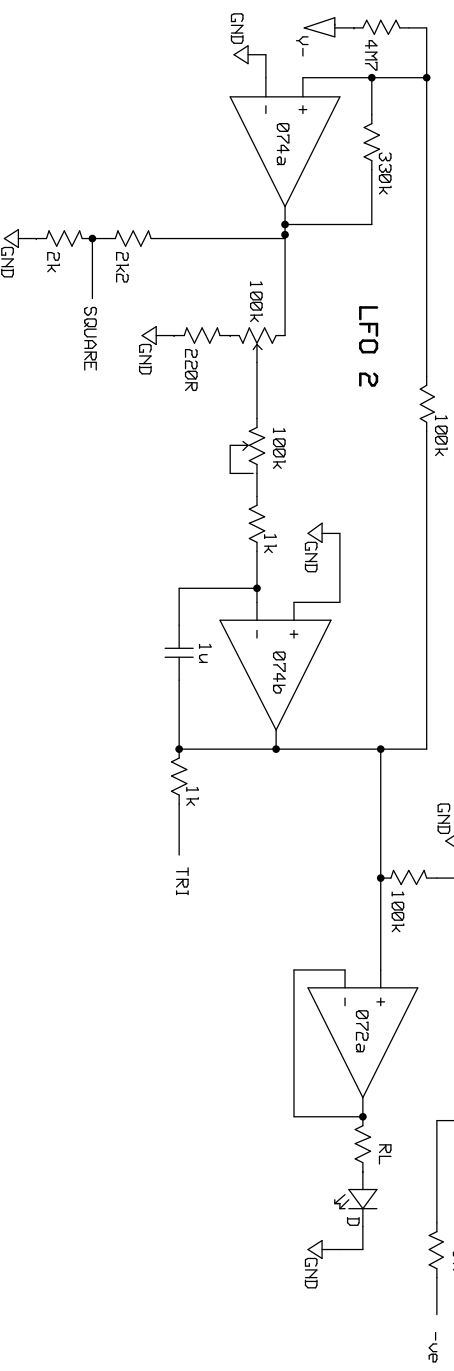 LFO 2
GND
V-
4M7
330k
-
+
074a
GND
2k
2k2
SQUARE
100k
220R
GND
100k
100k
1k
GND
-
+
074b
1u
1k
TRI
GND
100k
-
+
072a
RL
D
GND
-ve